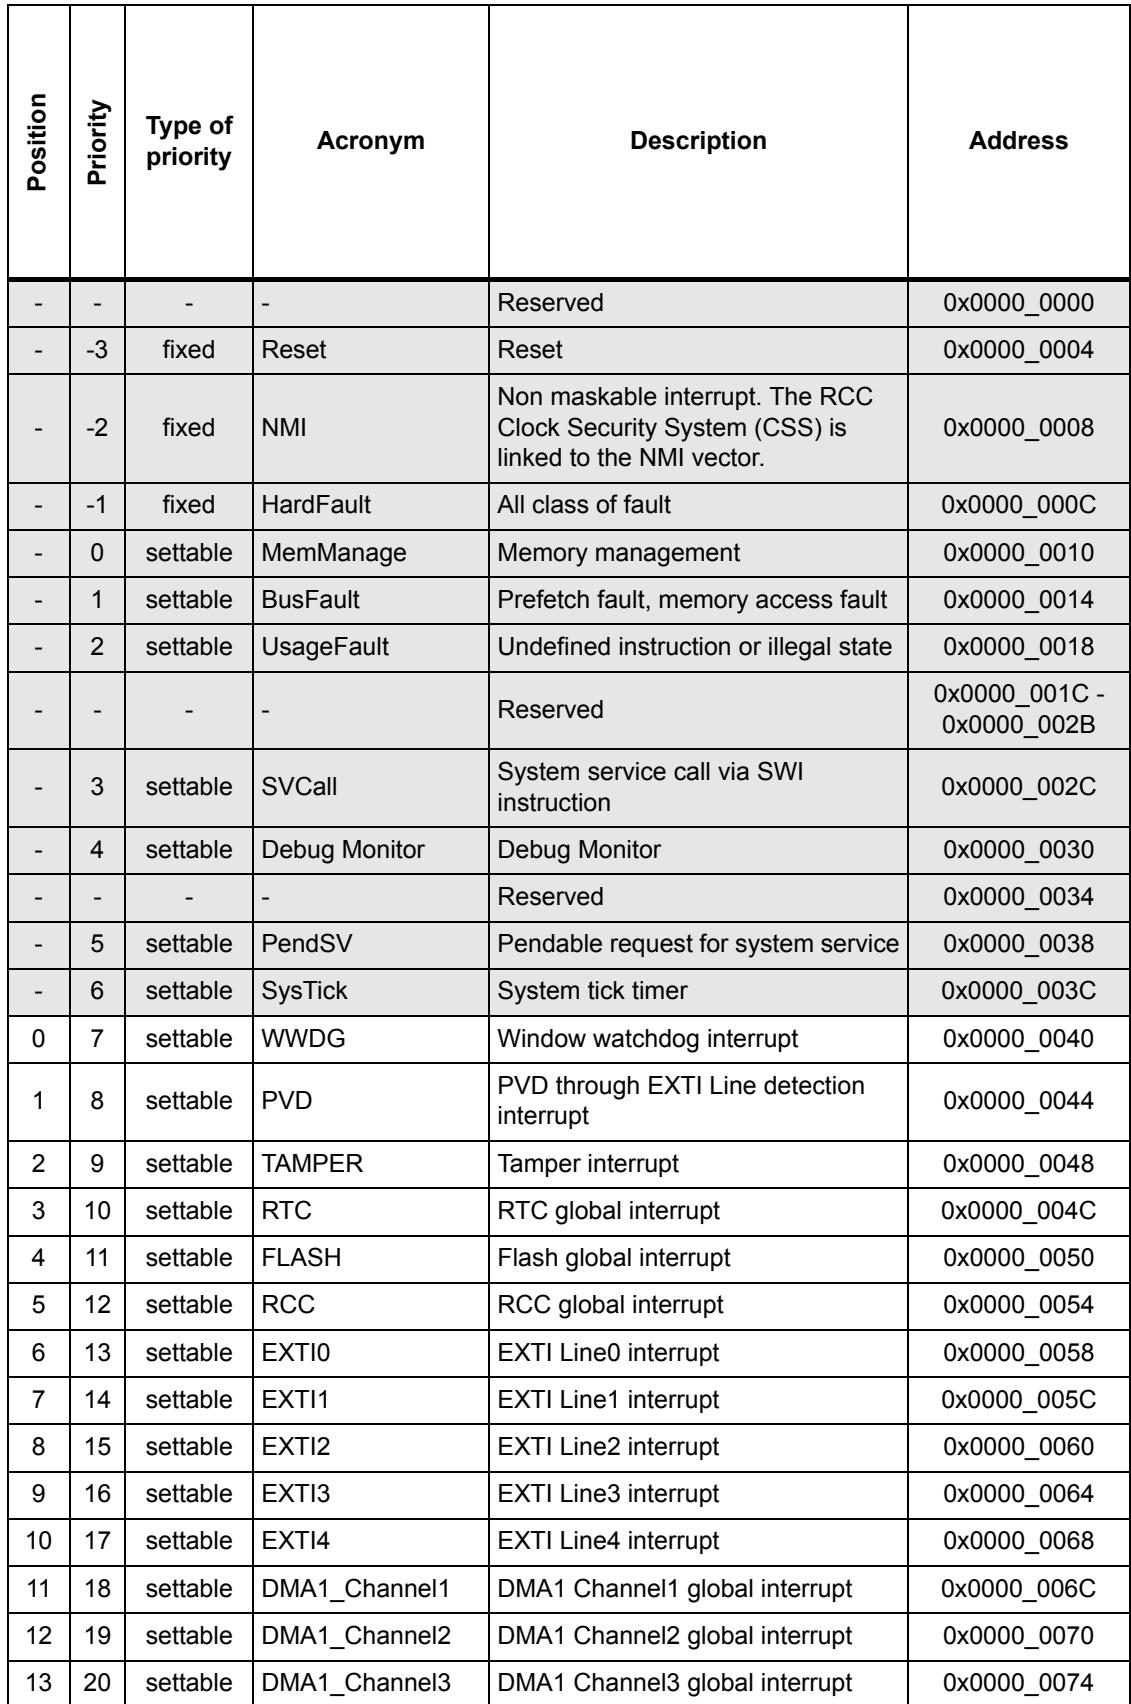 Position Priority Type of priority Acronym Description Address
- - - - Reserved 0x0000_0000
- -3 fixed Reset Reset 0x0000_0004
- -2 fixed NMI Non maskable interrupt. The RCC Clock Security System (CSS) is linked to the NMI vector. 0x0000_0008
- -1 fixed HardFault All class of fault 0x0000_000C
- 0 settable MemManage Memory management 0x0000_0010
- 1 settable BusFault Prefetch fault, memory access fault 0x0000_0014
- 2 settable UsageFault Undefined instruction or illegal state 0x0000_0018
- - - - Reserved 0x0000_001C - 0x0000_002B
- 3 settable SVCall System service call via SWI instruction 0x0000_002C
- 4 settable Debug Monitor Debug Monitor 0x0000_0030
- - - - Reserved 0x0000_0034
- 5 settable PendSV Pendable request for system service 0x0000_0038
- 6 settable SysTick System tick timer 0x0000_003C
0 7 settable WWDG Window watchdog interrupt 0x0000_0040
1 8 settable PVD PVD through EXTI Line detection interrupt 0x0000_0044
2 9 settable TAMPER Tamper interrupt 0x0000_0048
3 10 settable RTC RTC global interrupt 0x0000_004C
4 11 settable FLASH Flash global interrupt 0x0000_0050
5 12 settable RCC RCC global interrupt 0x0000_0054
6 13 settable EXTI0 EXTI Line0 interrupt 0x0000_0058
7 14 settable EXTI1 EXTI Line1 interrupt 0x0000_005C
8 15 settable EXTI2 EXTI Line2 interrupt 0x0000_0060
9 16 settable EXTI3 EXTI Line3 interrupt 0x0000_0064
10 17 settable EXTI4 EXTI Line4 interrupt 0x0000_0068
11 18 settable DMA1_Channel1 DMA1 Channel1 global interrupt 0x0000_006C
12 19 settable DMA1_Channel2 DMA1 Channel2 global interrupt 0x0000_0070
13 20 settable DMA1_Channel3 DMA1 Channel3 global interrupt 0x0000_0074